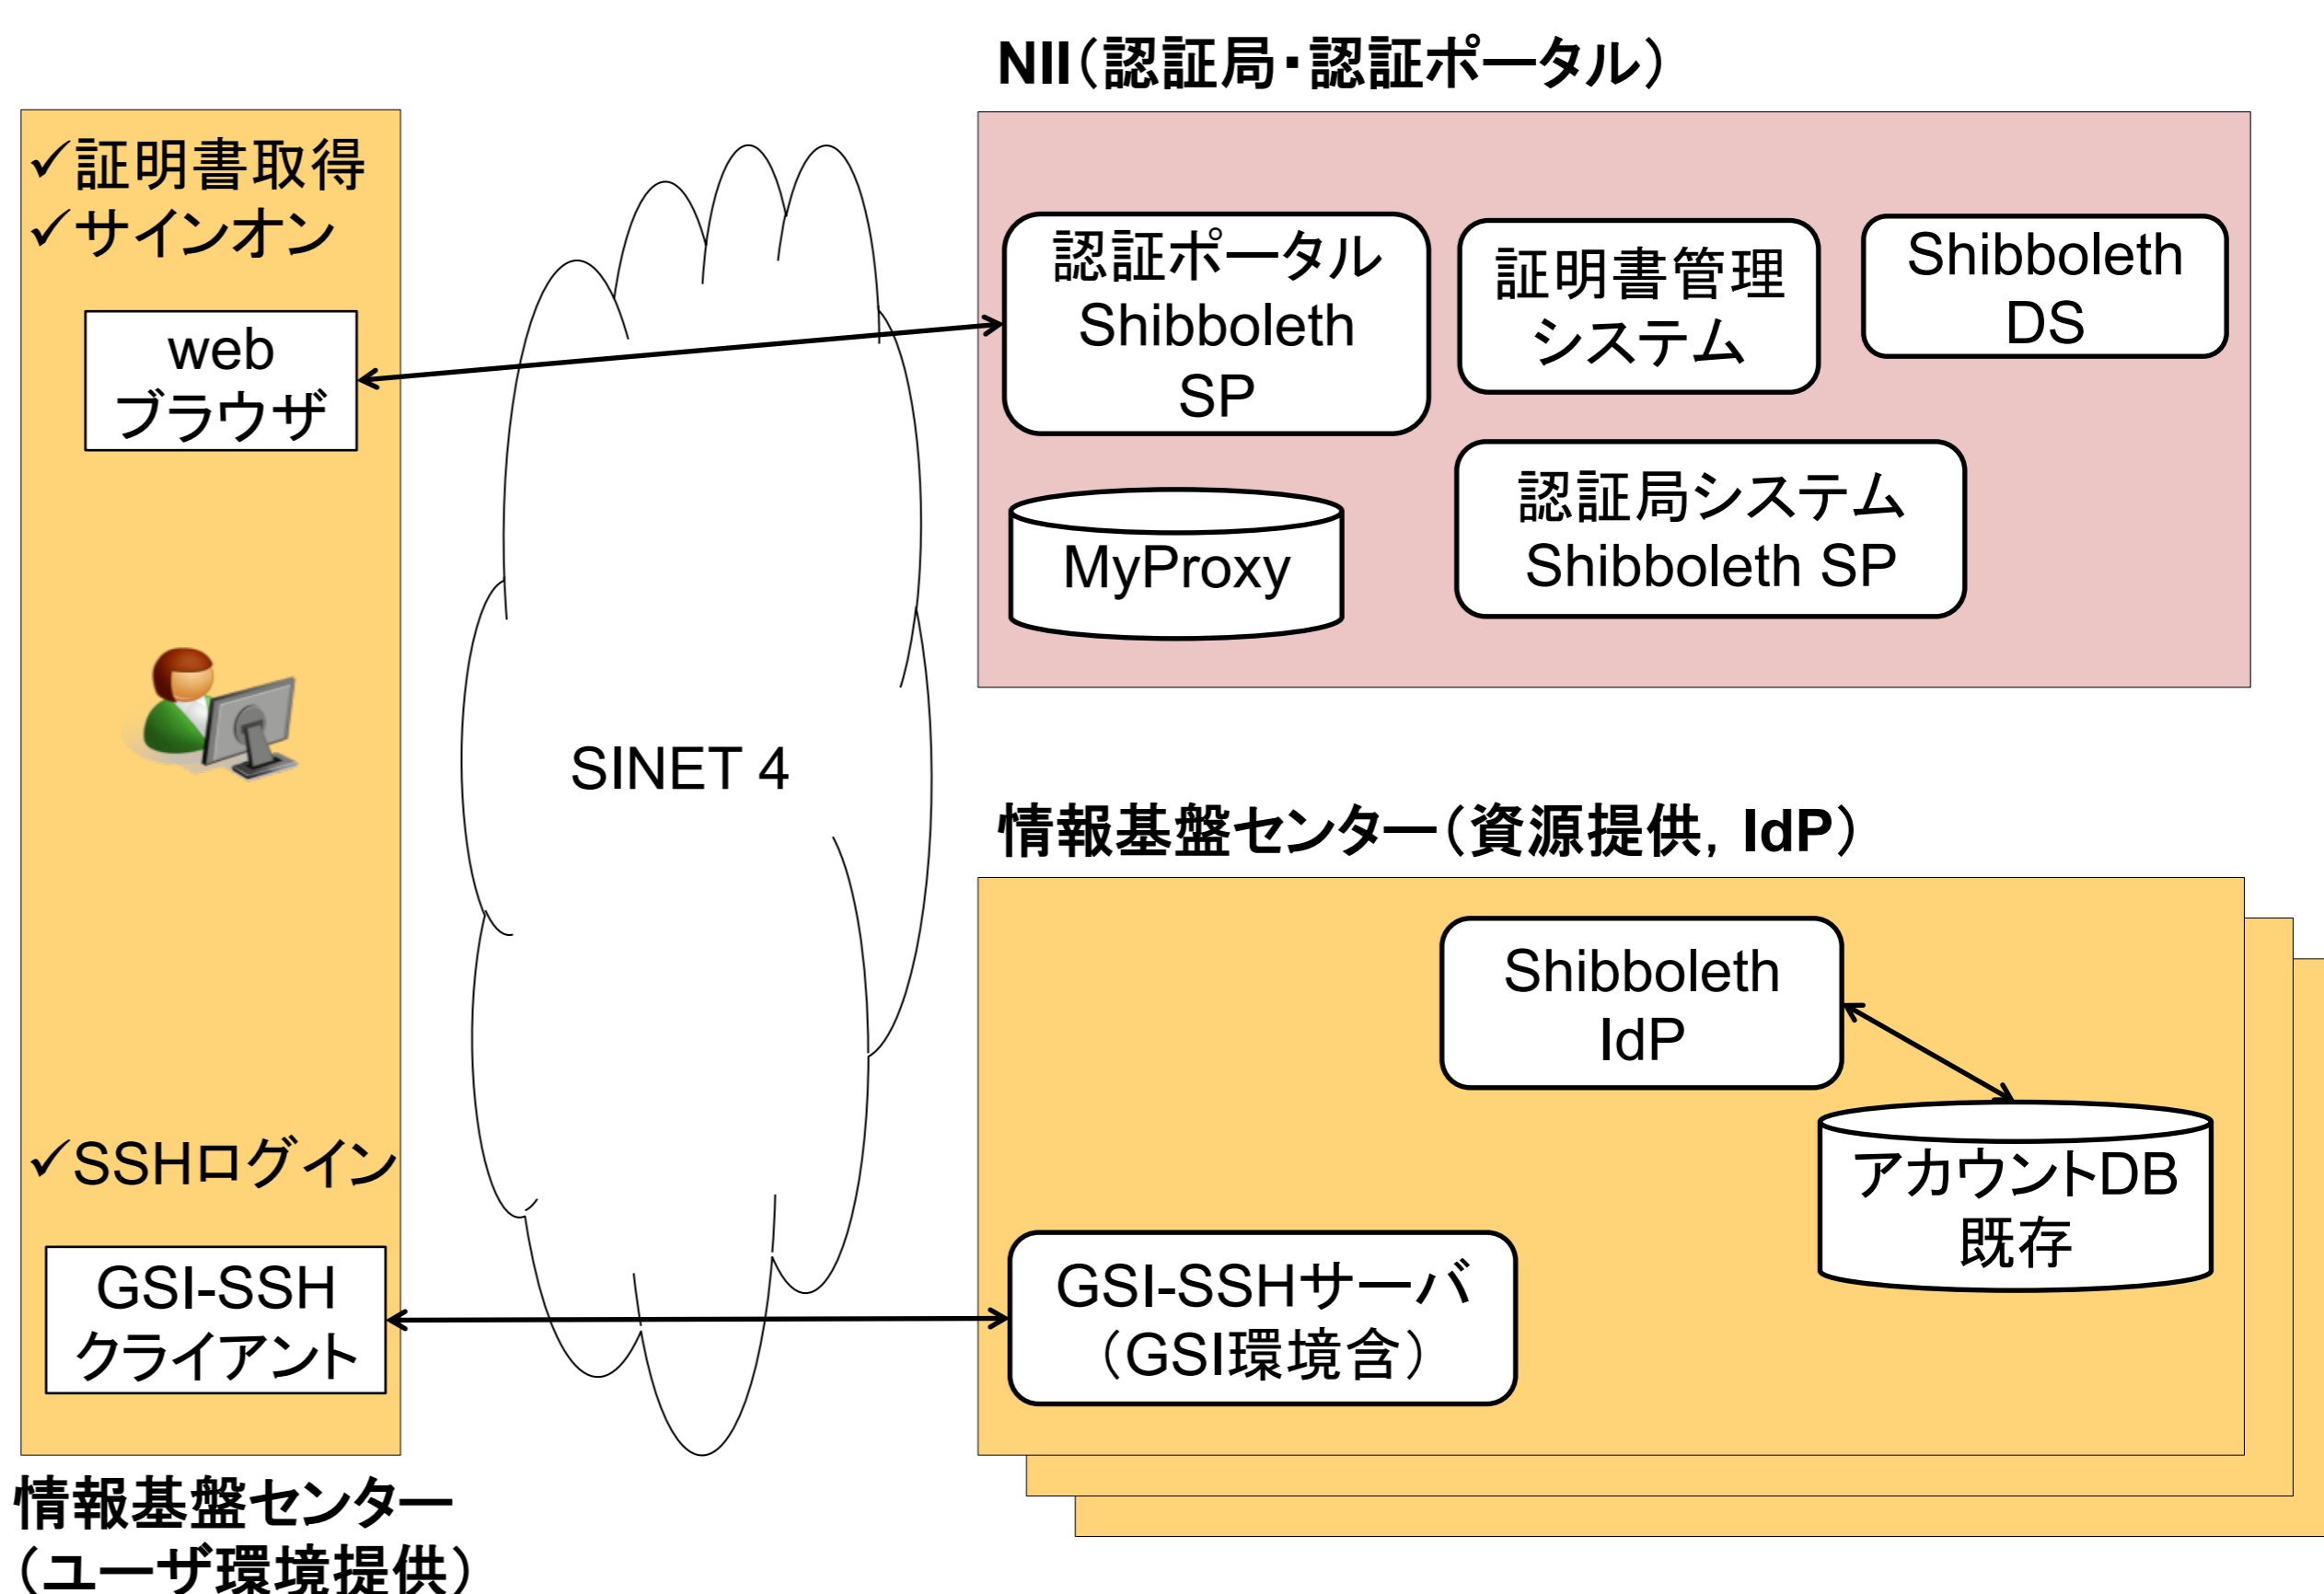 NII（認証局・認証ポータル）
✓証明書取得
✓サインオン
web
ブラウザ
認証ポータル
Shibboleth
SP
証明書管理
システム
Shibboleth
DS
MyProxy
認証局システム
Shibboleth SP
SINET 4
情報基盤センター（資源提供，IdP）
Shibboleth
IdP
アカウントDB
既存
✓SSHログイン
GSI-SSH
クライアント
GSI-SSHサーバ
（GSI環境含）
情報基盤センター
（ユーザ環境提供）